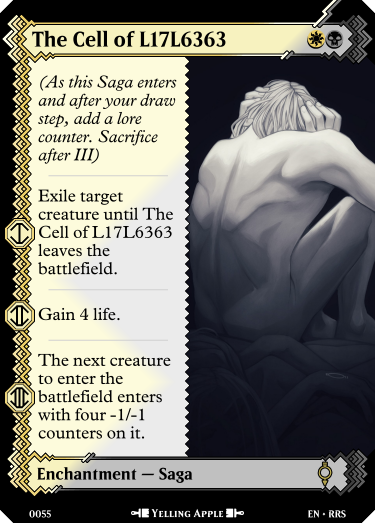 The Cell of L17L6363
(As this Saga enters
and after your draw
step, add a lore
counter. Sacrifice
after III)
Exile target
creature until The
Cell of L17L6363
leaves the
battlefield.
I
Gain 4 life.
II
The next creature
to enter the
battlefield enters
with four -1/-1
counters on it.
III
Enchantment — Saga
0055
Yelling Apple
EN • RRS